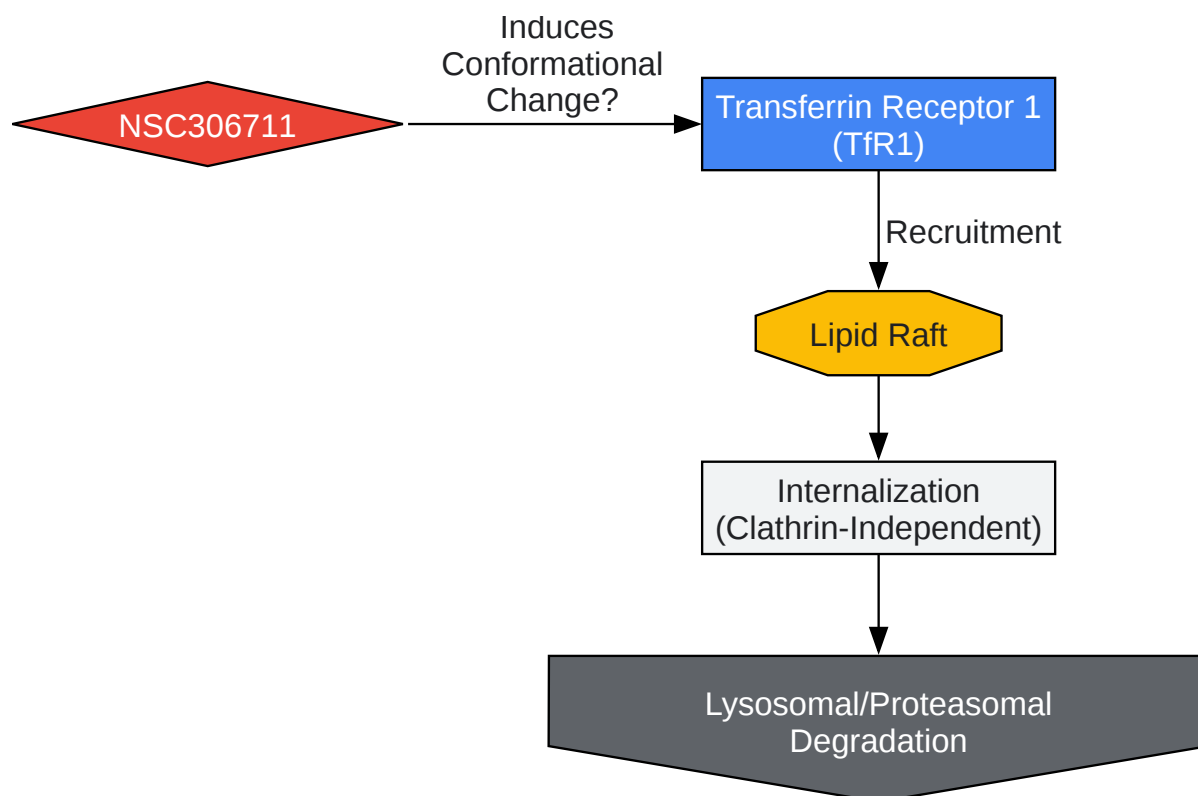 Induces
Conformational
Change?
NSC306711
Transferrin Receptor 1
(TfR1)
Recruitment
Lipid Raft
Internalization
(Clathrin-Independent)
Lysosomal/Proteasomal
Degradation